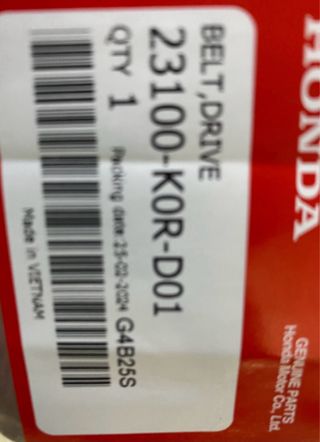 HONDA
GENUINE PARTS
Honda Motor Co., Ltd.
BELT,DRIVE
23100-K0R-D01
QTY 1
Packing date 25-02-2024 G4B25S
Made in VIETNAM